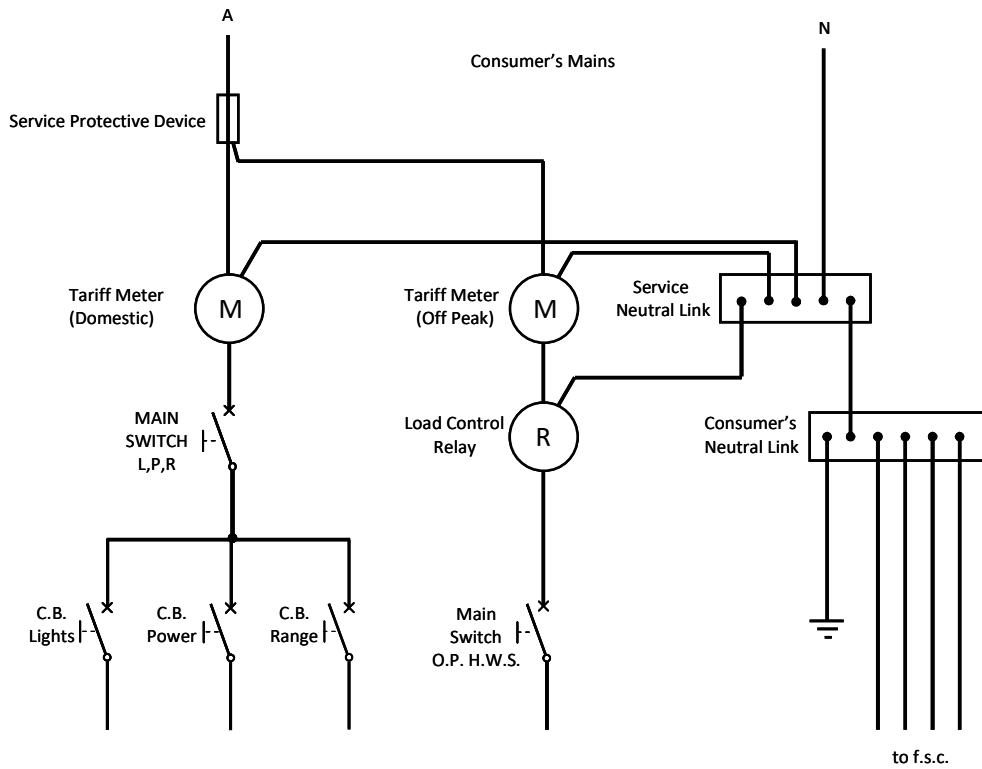 A
N
Consumer's Mains
Service Protective Device
Tariff Meter
(Domestic)
M
Tariff Meter
(Off Peak)
M
Service
Neutral Link
MAIN
SWITCH
L,P,R
Load Control
Relay
R
Consumer's
Neutral Link
C.B.
Lights
C.B.
Power
C.B.
Range
Main
Switch
O.P. H.W.S.
to f.s.c.